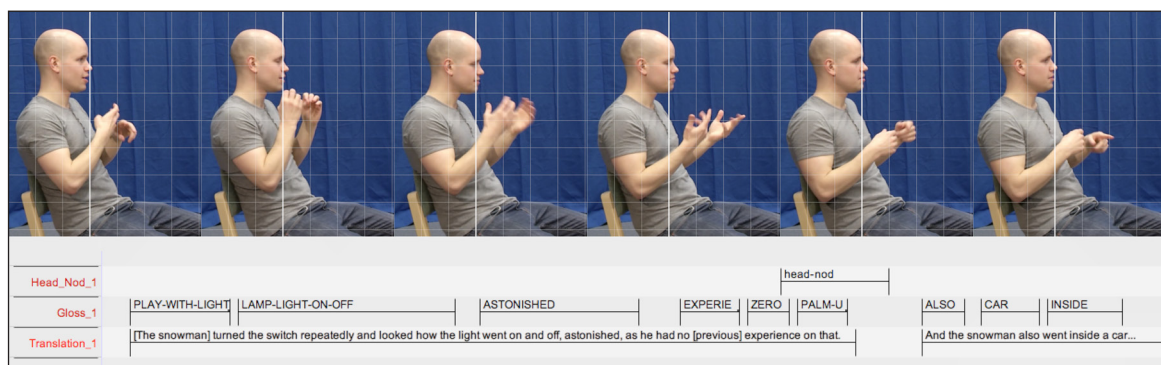 head-nod
Head_Nod_1
PLAY-WITH-LIGHT LAMP-LIGHT-ON-OFF ASTONISHED EXPERIE ZERO PALM-U ALSO CAR INSIDE
Gloss_1
[The snowman] turned the switch repeatedly and looked how the light went on and off, astonished, as he had no [previous] experience on that. And the snowman also went inside a car...
Translation_1